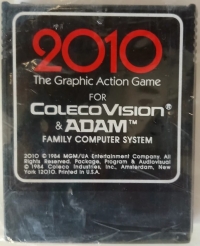 2010
The Graphic Action Game
FOR
COLECOVISION®
& ADAM™
FAMILY COMPUTER SYSTEM
2010 © 1984 MGM/UA Entertainment Company. All
Rights Reserved. Package, Program & Audiovisual
© 1984 Coleco Industries, Inc., Amsterdam, New
York 12010. Printed in U.S.A.